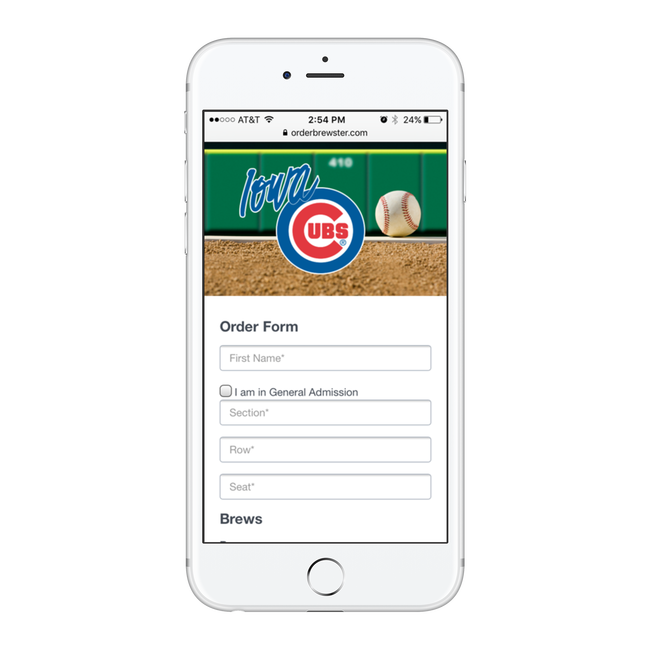 AT&T 2:54 PM 24%
orderbrewster.com
410
Iowa
CUBS®
Order Form
First Name*
I am in General Admission
Section*
Row*
Seat*
Brews